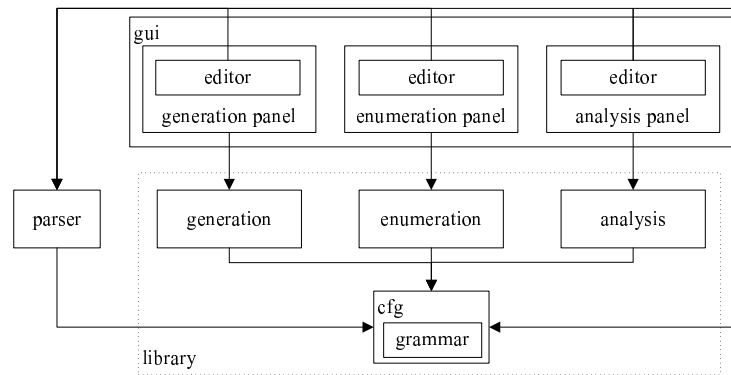 gui
editor
editor
editor
generation panel
enumeration panel
analysis panel
parser
generation
enumeration
analysis
cfg
grammar
library